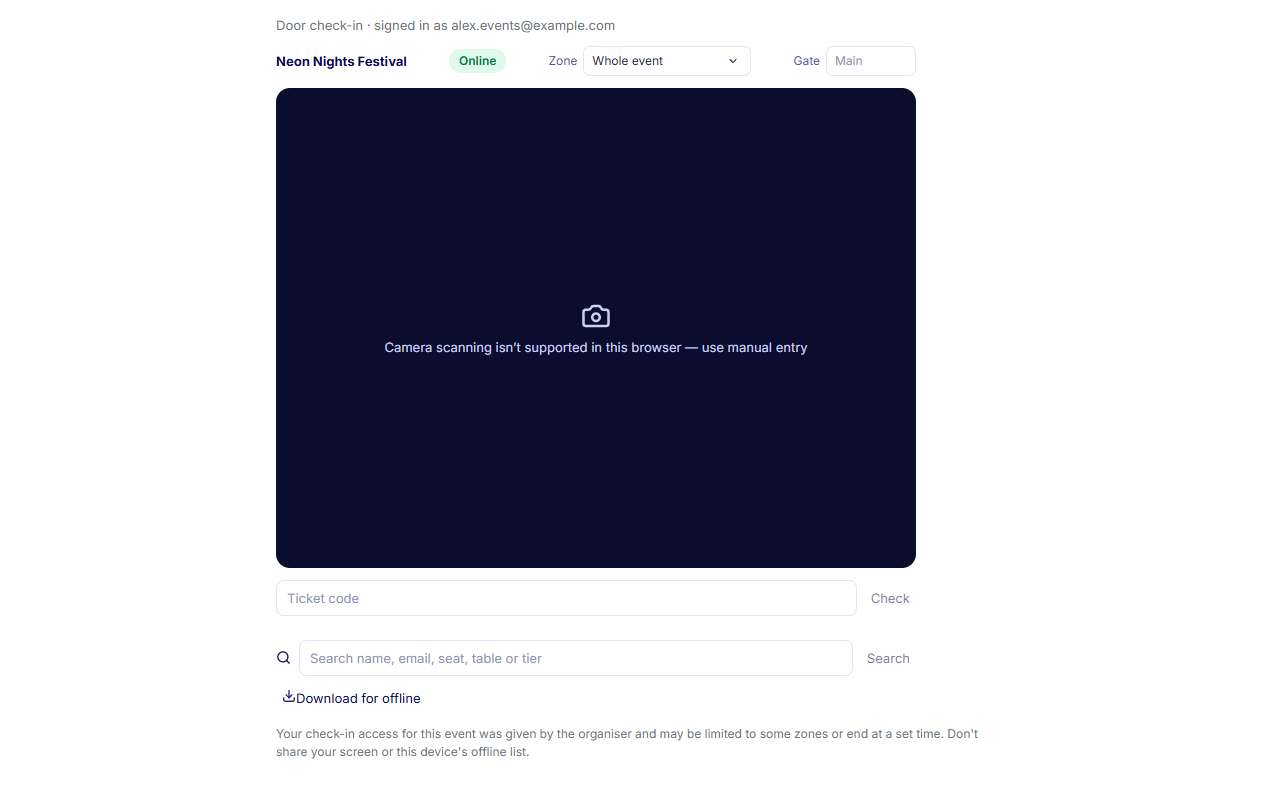 Door check-in · signed in as alex.events@example.com
Neon Nights Festival
Online
Zone
Whole event
Gate
Main
Camera scanning isn't supported in this browser — use manual entry
Ticket code
Check
Search name, email, seat, table or tier
Search
Download for offline
Your check-in access for this event was given by the organiser and may be limited to some zones or end at a set time. Don't
share your screen or this device's offline list.